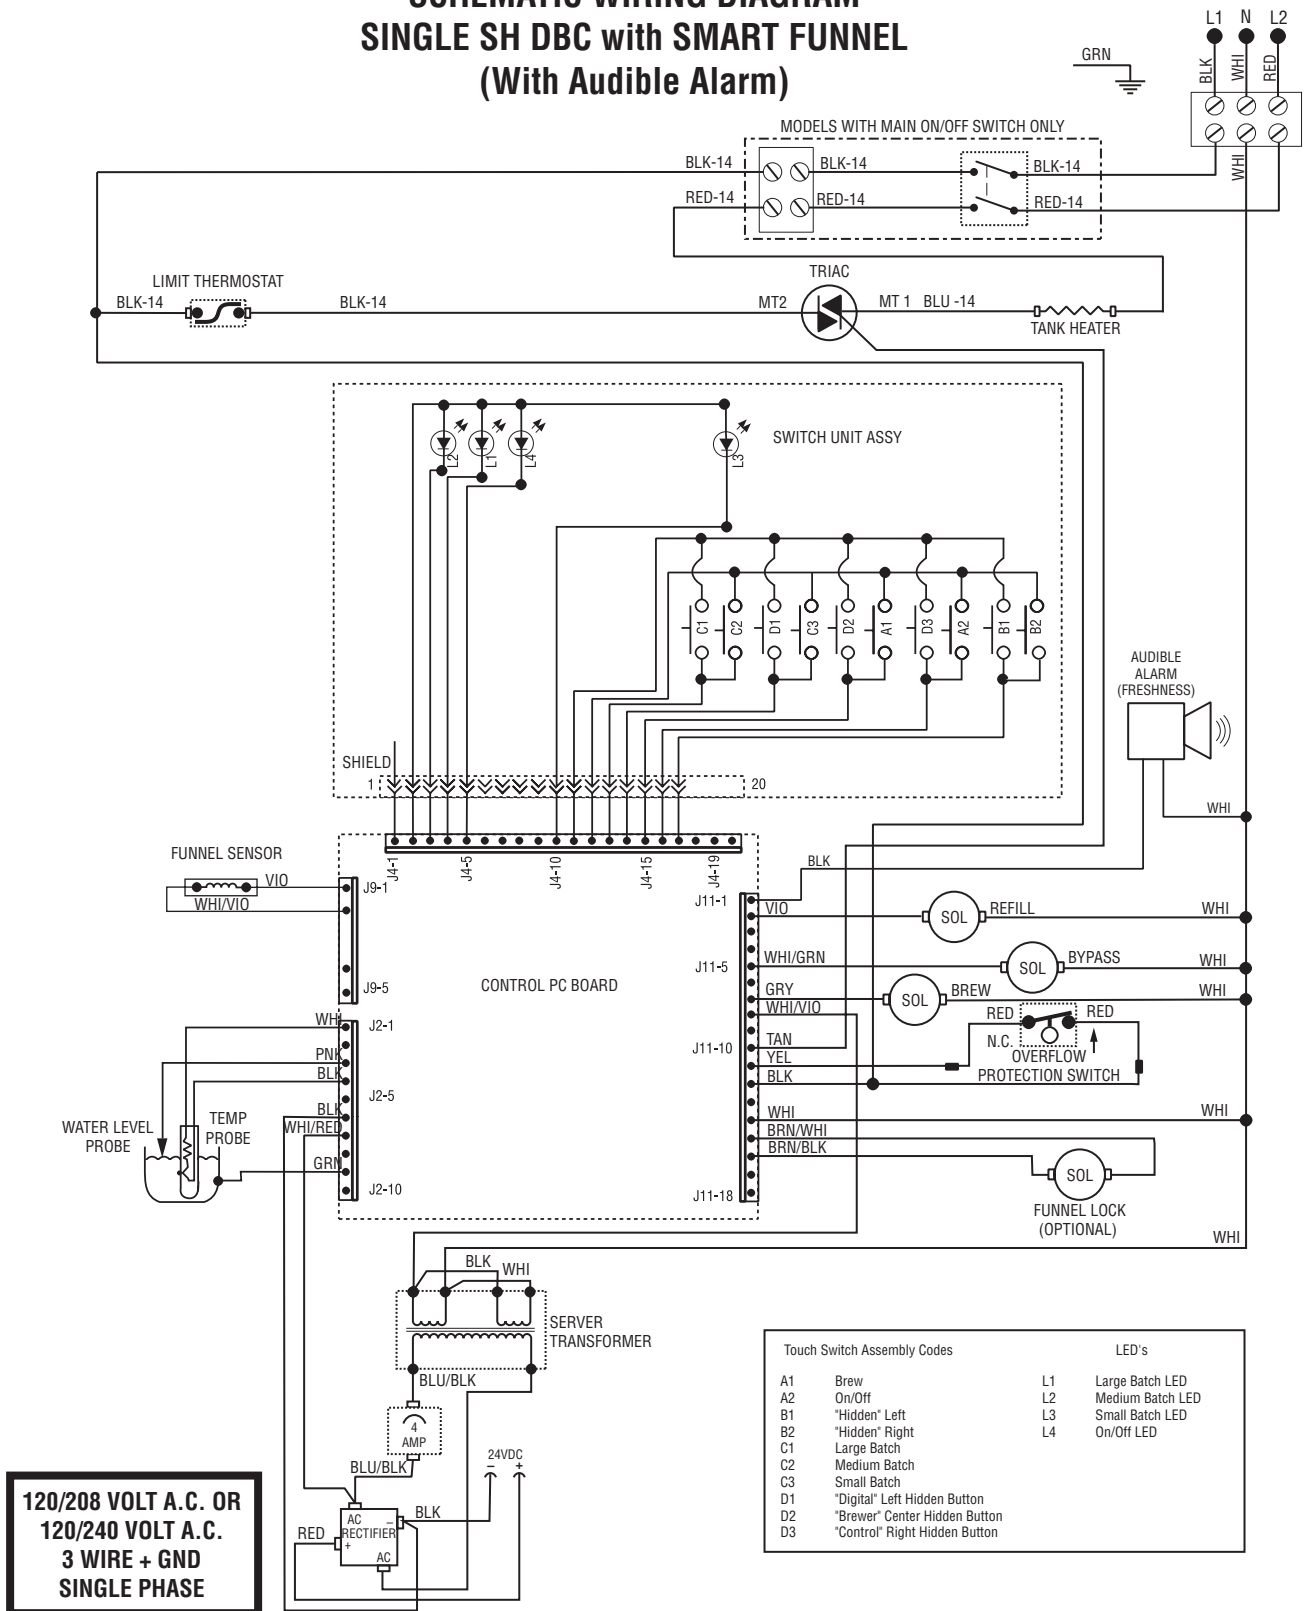 SCHEMATIC WIRING DIAGRAM
SINGLE SH DBC with SMART FUNNEL
(With Audible Alarm)
L1 N L2
GRN
BLK WHI RED
MODELS WITH MAIN ON/OFF SWITCH ONLY
BLK-14 BLK-14 BLK-14
WHI
RED-14 RED-14 RED-14
LIMIT THERMOSTAT
TRIAC
BLK-14 BLK-14 MT2 MT 1 BLU -14
TANK HEATER
SWITCH UNIT ASSY
L2 L1 L4 L3
C1 C2 D1 C3 D2 A1 D3 A2 B1 B2
AUDIBLE
ALARM
(FRESHNESS)
SHIELD
1 20
WHI
FUNNEL SENSOR
J4-1 J4-5 J4-10 J4-15 J4-19
BLK
VIO J9-1
WHI/VIO
J11-1
VIO SOL REFILL WHI
J11-5 WHI/GRN SOL BYPASS WHI
J9-5
CONTROL PC BOARD
GRY SOL BREW WHI
WHI/VIO
RED RED
WHI J2-1
N.C.
J11-10 TAN
PNK
YEL
OVERFLOW
PROTECTION SWITCH
BLK
BLK
J2-5
BLK
WHI WHI
WATER LEVEL
PROBE
TEMP
PROBE
WHI/RED
BRN/WHI
BRN/BLK
GRN
SOL
J2-10
J11-18
FUNNEL LOCK
(OPTIONAL)
WHI
BLK WHI
SERVER
TRANSFORMER
BLU/BLK
4
AMP
24VDC
– +
BLU/BLK
AC –
BLK
RED RECTIFIER
+
AC
120/208 VOLT A.C. OR
120/240 VOLT A.C.
3 WIRE + GND
SINGLE PHASE
Touch Switch Assembly Codes LED's
A1 Brew L1 Large Batch LED
A2 On/Off L2 Medium Batch LED
B1 "Hidden" Left L3 Small Batch LED
B2 "Hidden" Right L4 On/Off LED
C1 Large Batch
C2 Medium Batch
C3 Small Batch
D1 "Digital" Left Hidden Button
D2 "Brewer" Center Hidden Button
D3 "Control" Right Hidden Button